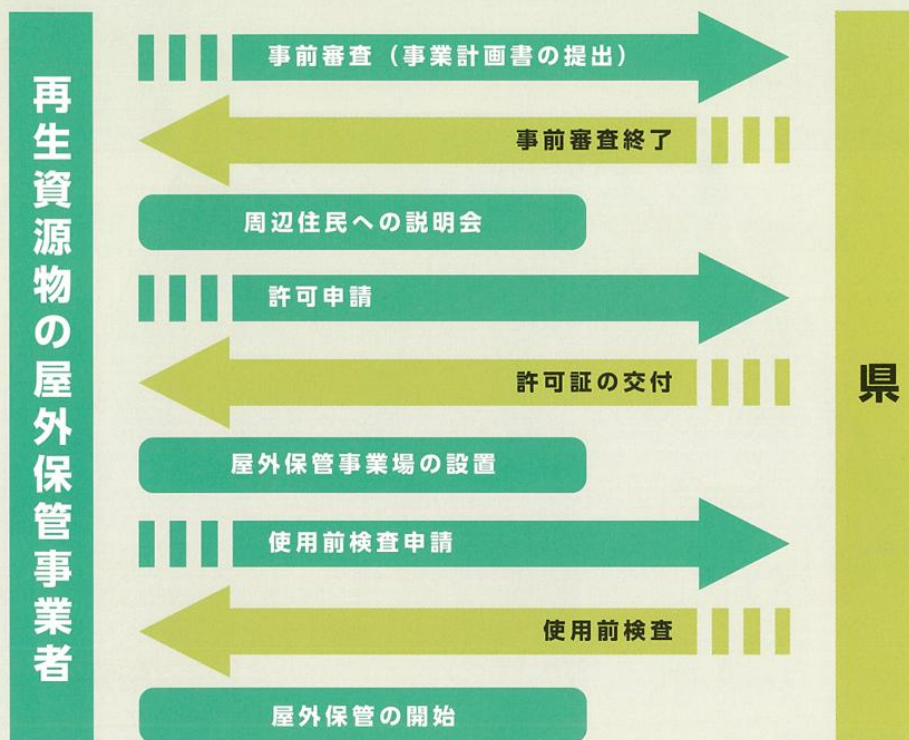 再生資源物の屋外保管事業者
事前審査（事業計画書の提出）
事前審査終了
周辺住民への説明会
許可申請
許可証の交付
屋外保管事業場の設置
使用前検査申請
使用前検査
屋外保管の開始
県